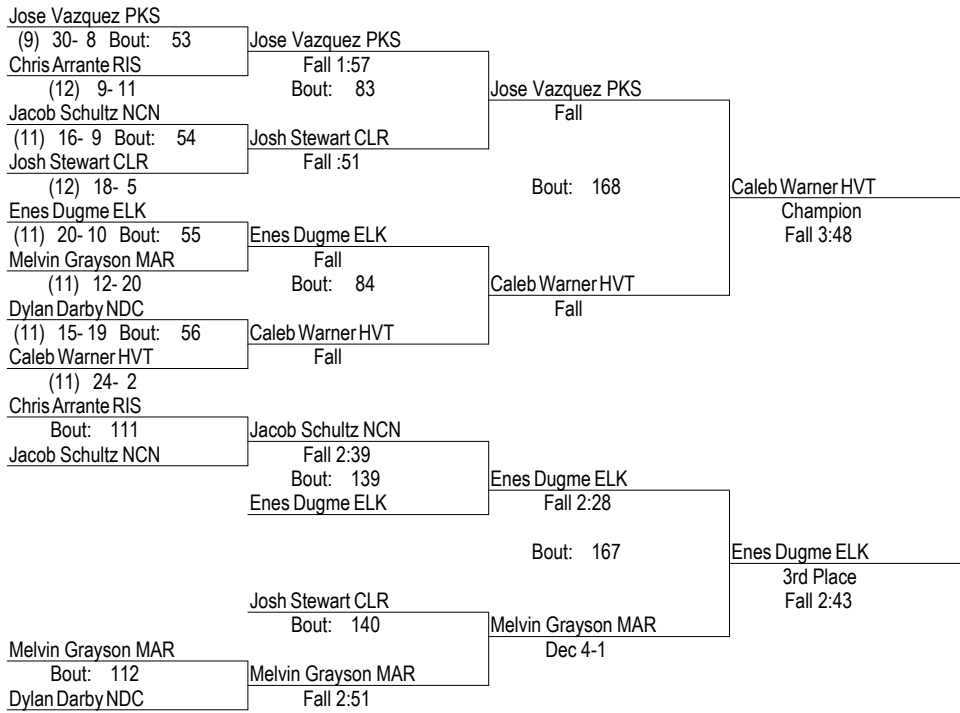 Jose Vazquez PKS
(9) 30- 8 Bout: 53
Chris Arrante RIS
(12) 9- 11
Jacob Schultz NCN
(11) 16- 9 Bout: 54
Josh Stewart CLR
(12) 18- 5
Enes Dugme ELK
(11) 20- 10 Bout: 55
Melvin Grayson MAR
(11) 12- 20
Dylan Darby NDC
(11) 15- 19 Bout: 56
Caleb Warner HVT
(11) 24- 2
Jose Vazquez PKS
Fall 1:57
Bout: 83
Josh Stewart CLR
Fall :51
Enes Dugme ELK
Fall
Bout: 84
Caleb Warner HVT
Fall
Jose Vazquez PKS
Fall
Bout: 168
Caleb Warner HVT
Fall
Caleb Warner HVT
Champion
Fall 3:48
Chris Arrante RIS
Bout: 111
Jacob Schultz NCN
Jacob Schultz NCN
Fall 2:39
Bout: 139
Enes Dugme ELK
Enes Dugme ELK
Fall 2:28
Bout: 167
Enes Dugme ELK
3rd Place
Fall 2:43
Josh Stewart CLR
Bout: 140
Melvin Grayson MAR
Dec 4-1
Melvin Grayson MAR
Bout: 112
Dylan Darby NDC
Melvin Grayson MAR
Fall 2:51